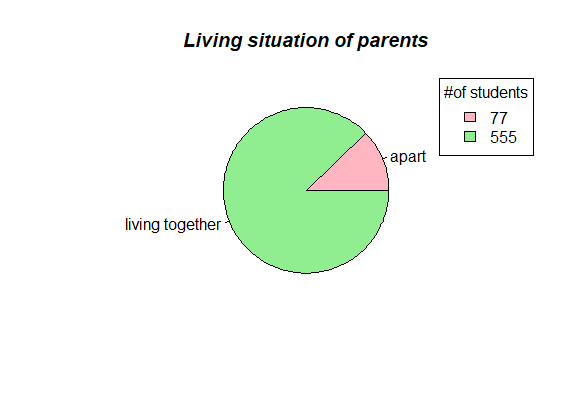 Living situation of parents
#of students
77
555
apart
living together